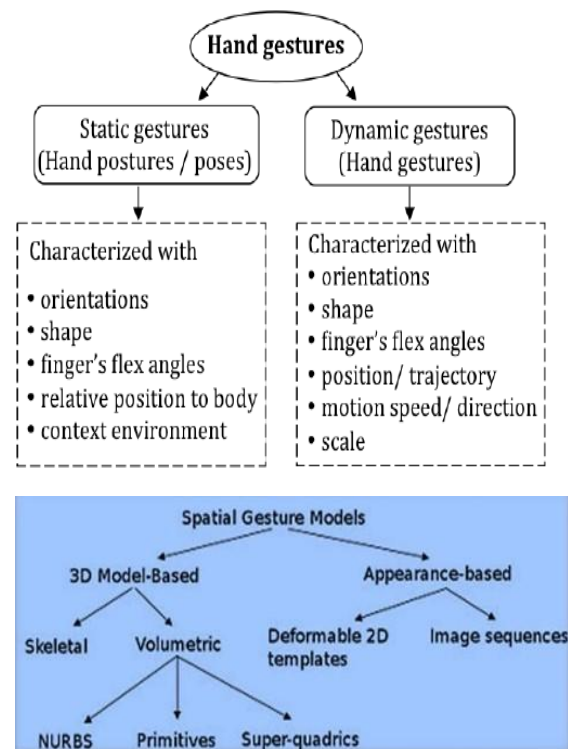 Hand gestures
Static gestures
(Hand postures / poses)
Dynamic gestures
(Hand gestures)
Characterized with
• orientations
• shape
• finger's flex angles
• relative position to body
• context environment
Characterized with
• orientations
• shape
• finger's flex angles
• position/ trajectory
• motion speed/ direction
• scale
Spatial Gesture Models
3D Model-Based
Appearance-based
Skeletal
Volumetric
Deformable 2D
templates
Image sequences
NURBS
Primitives
Super-quadrics